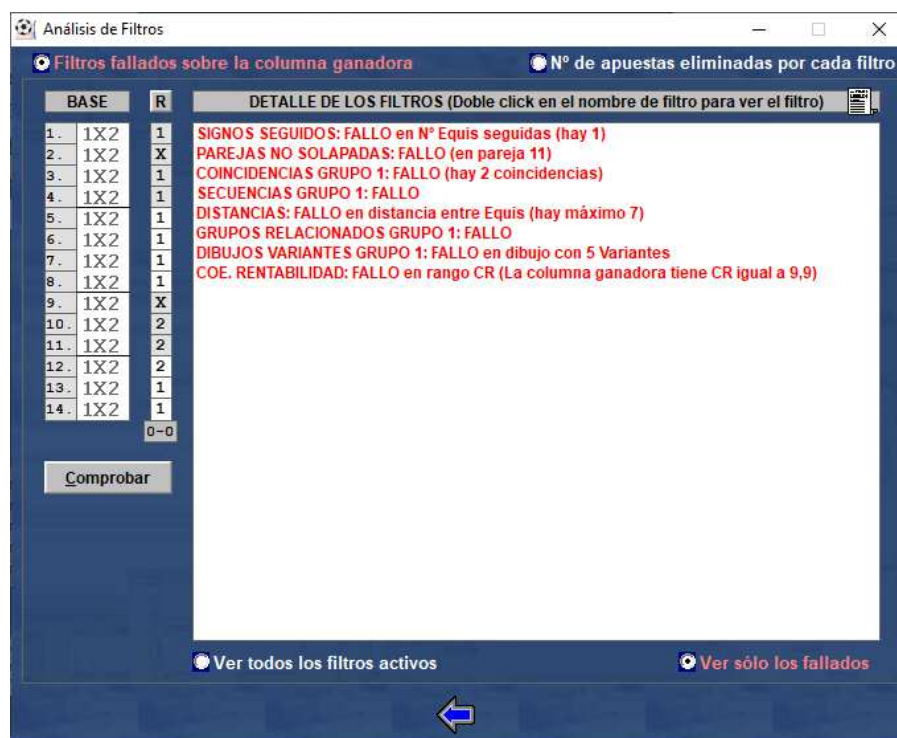 Análisis de Filtros
Filtros fallados sobre la columna ganadora
Nº de apuestas eliminadas por cada filtro
BASE
R
DETALLE DE LOS FILTROS (Doble click en el nombre de filtro para ver el filtro)
1. 1X2 1
2. 1X2 X
3. 1X2 1
4. 1X2 1
5. 1X2 1
6. 1X2 1
7. 1X2 1
8. 1X2 1
9. 1X2 X
10. 1X2 2
11. 1X2 2
12. 1X2 2
13. 1X2 1
14. 1X2 1
0-0
SIGNOS SEGUIDOS: FALLO en Nº Equis seguidas (hay 1)
PAREJAS NO SOLAPADAS: FALLO (en pareja 11)
COINCIDENCIAS GRUPO 1: FALLO (hay 2 coincidencias)
SECUENCIAS GRUPO 1: FALLO
DISTANCIAS: FALLO en distancia entre Equis (hay máximo 7)
GRUPOS RELACIONADOS GRUPO 1: FALLO
DIBUJOS VARIANTES GRUPO 1: FALLO en dibujo con 5 Variantes
COE. RENTABILIDAD: FALLO en rango CR (La columna ganadora tiene CR igual a 9,9)
Comprobar
Ver todos los filtros activos
Ver sólo los fallados